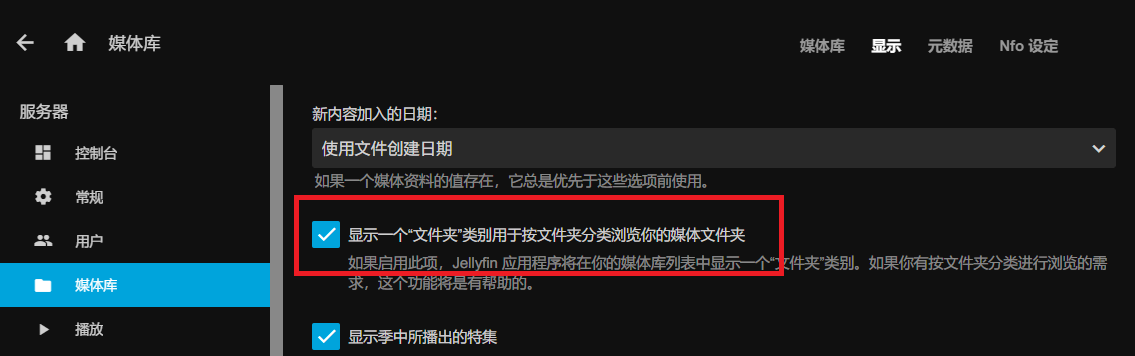 媒体库
媒体库 显示 元数据 Nfo 设定
服务器
控制台
常规
用户
媒体库
播放
新内容加入的日期：
使用文件创建日期
如果一个媒体资料的值存在，它总是优先于这些选项前使用。
显示一个“文件夹”类别用于按文件夹分类浏览你的媒体文件夹
如果启用此项，Jellyfin 应用程序将在你的媒体库列表中显示一个“文件夹”类别。如果你有按文件夹分类进行浏览的需
求，这个功能将是有帮助的。
显示季中所播出的特集